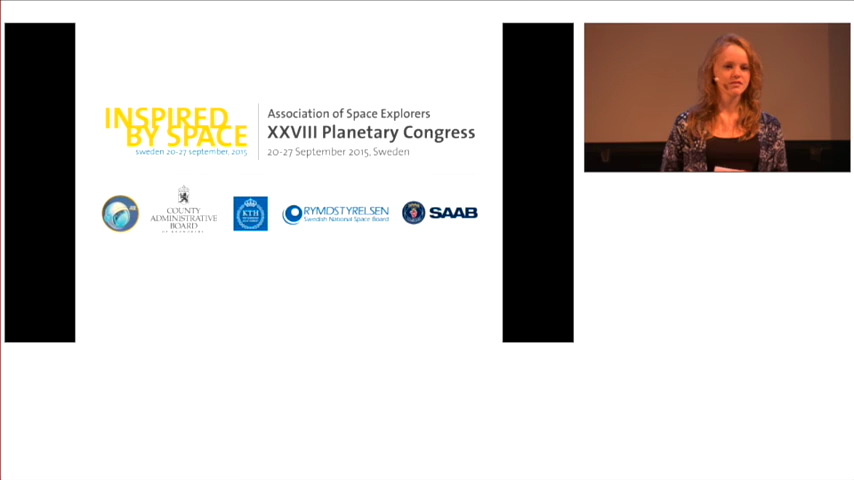 INSPIRED
BY SPACE
sweden 20-27 september, 2015
Association of Space Explorers
XXVIII Planetary Congress
20-27 September 2015, Sweden
COUNTY
ADMINISTRATIVE
BOARD
KTH
RYMDSTYRELSEN
Swedish National Space Board
SAAB